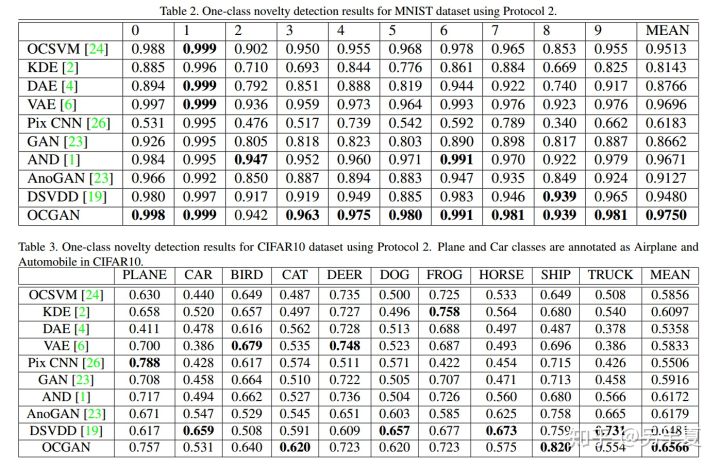 Table 2. One-class novelty detection results for MNIST dataset using Protocol 2.
0 1 2 3 4 5 6 7 8 9 MEAN
OCSVM [24] 0.988 0.999 0.902 0.950 0.955 0.968 0.978 0.965 0.853 0.955 0.9513
KDE [2] 0.885 0.996 0.710 0.693 0.844 0.776 0.861 0.884 0.669 0.825 0.8143
DAE [4] 0.894 0.999 0.792 0.851 0.888 0.819 0.944 0.922 0.740 0.917 0.8766
VAE [6] 0.997 0.999 0.936 0.959 0.973 0.964 0.993 0.976 0.923 0.976 0.9696
Pix CNN [26] 0.531 0.995 0.476 0.517 0.739 0.542 0.592 0.789 0.340 0.662 0.6183
GAN [23] 0.926 0.995 0.805 0.818 0.823 0.803 0.890 0.898 0.817 0.887 0.8662
AND [1] 0.984 0.995 0.947 0.952 0.960 0.971 0.991 0.970 0.922 0.979 0.9671
AnoGAN [23] 0.966 0.992 0.850 0.887 0.894 0.883 0.947 0.935 0.849 0.924 0.9127
DSVDD [19] 0.980 0.997 0.917 0.919 0.949 0.885 0.983 0.946 0.939 0.965 0.9480
OCGAN 0.998 0.999 0.942 0.963 0.975 0.980 0.991 0.981 0.939 0.981 0.9750
Table 3. One-class novelty detection results for CIFAR10 dataset using Protocol 2. Plane and Car classes are annotated as Airplane and
Automobile in CIFAR10.
PLANE CAR BIRD CAT DEER DOG FROG HORSE SHIP TRUCK MEAN
OCSVM [24] 0.630 0.440 0.649 0.487 0.735 0.500 0.725 0.533 0.649 0.508 0.5856
KDE [2] 0.658 0.520 0.657 0.497 0.727 0.496 0.758 0.564 0.680 0.540 0.6097
DAE [4] 0.411 0.478 0.616 0.562 0.728 0.513 0.688 0.497 0.487 0.378 0.5358
VAE [6] 0.700 0.386 0.679 0.535 0.748 0.523 0.687 0.493 0.696 0.386 0.5833
Pix CNN [26] 0.788 0.428 0.617 0.574 0.511 0.571 0.422 0.454 0.715 0.426 0.5506
GAN [23] 0.708 0.458 0.664 0.510 0.722 0.505 0.707 0.471 0.713 0.458 0.5916
AND [1] 0.717 0.494 0.662 0.527 0.736 0.504 0.726 0.560 0.680 0.566 0.6172
AnoGAN [23] 0.671 0.547 0.529 0.545 0.651 0.603 0.585 0.625 0.758 0.665 0.6179
DSVDD [19] 0.617 0.659 0.508 0.591 0.609 0.657 0.677 0.673 0.759 0.731 0.6481
OCGAN 0.757 0.531 0.640 0.620 0.723 0.620 0.723 0.575 0.820 0.554 0.6566